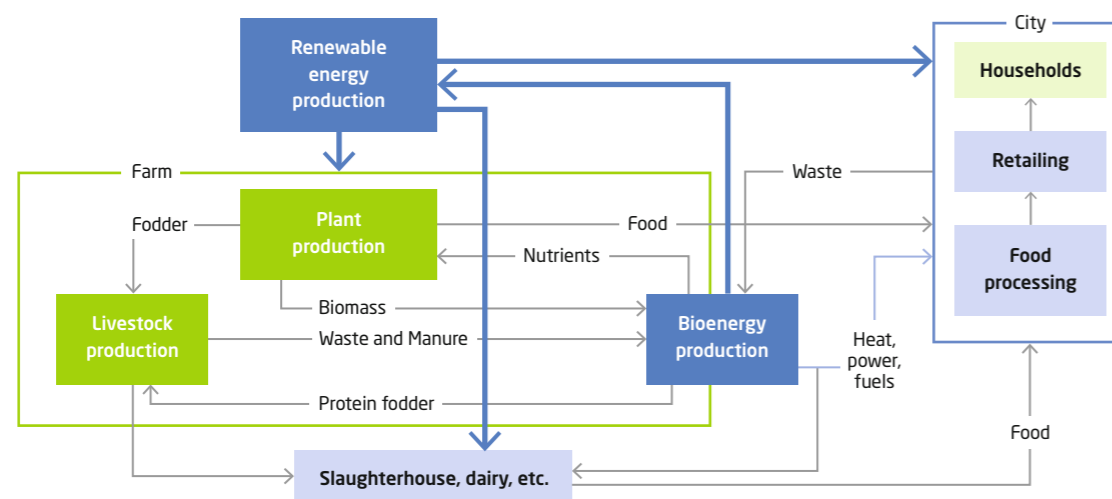 City
Renewable
energy
production
Households
Farm
Waste
Retailing
Fodder
Plant
production
Food
Nutrients
Food
processing
Biomass
Livestock
production
Waste and Manure
Bioenergy
production
Heat,
power,
fuels
Protein fodder
Food
Slaughterhouse, dairy, etc.